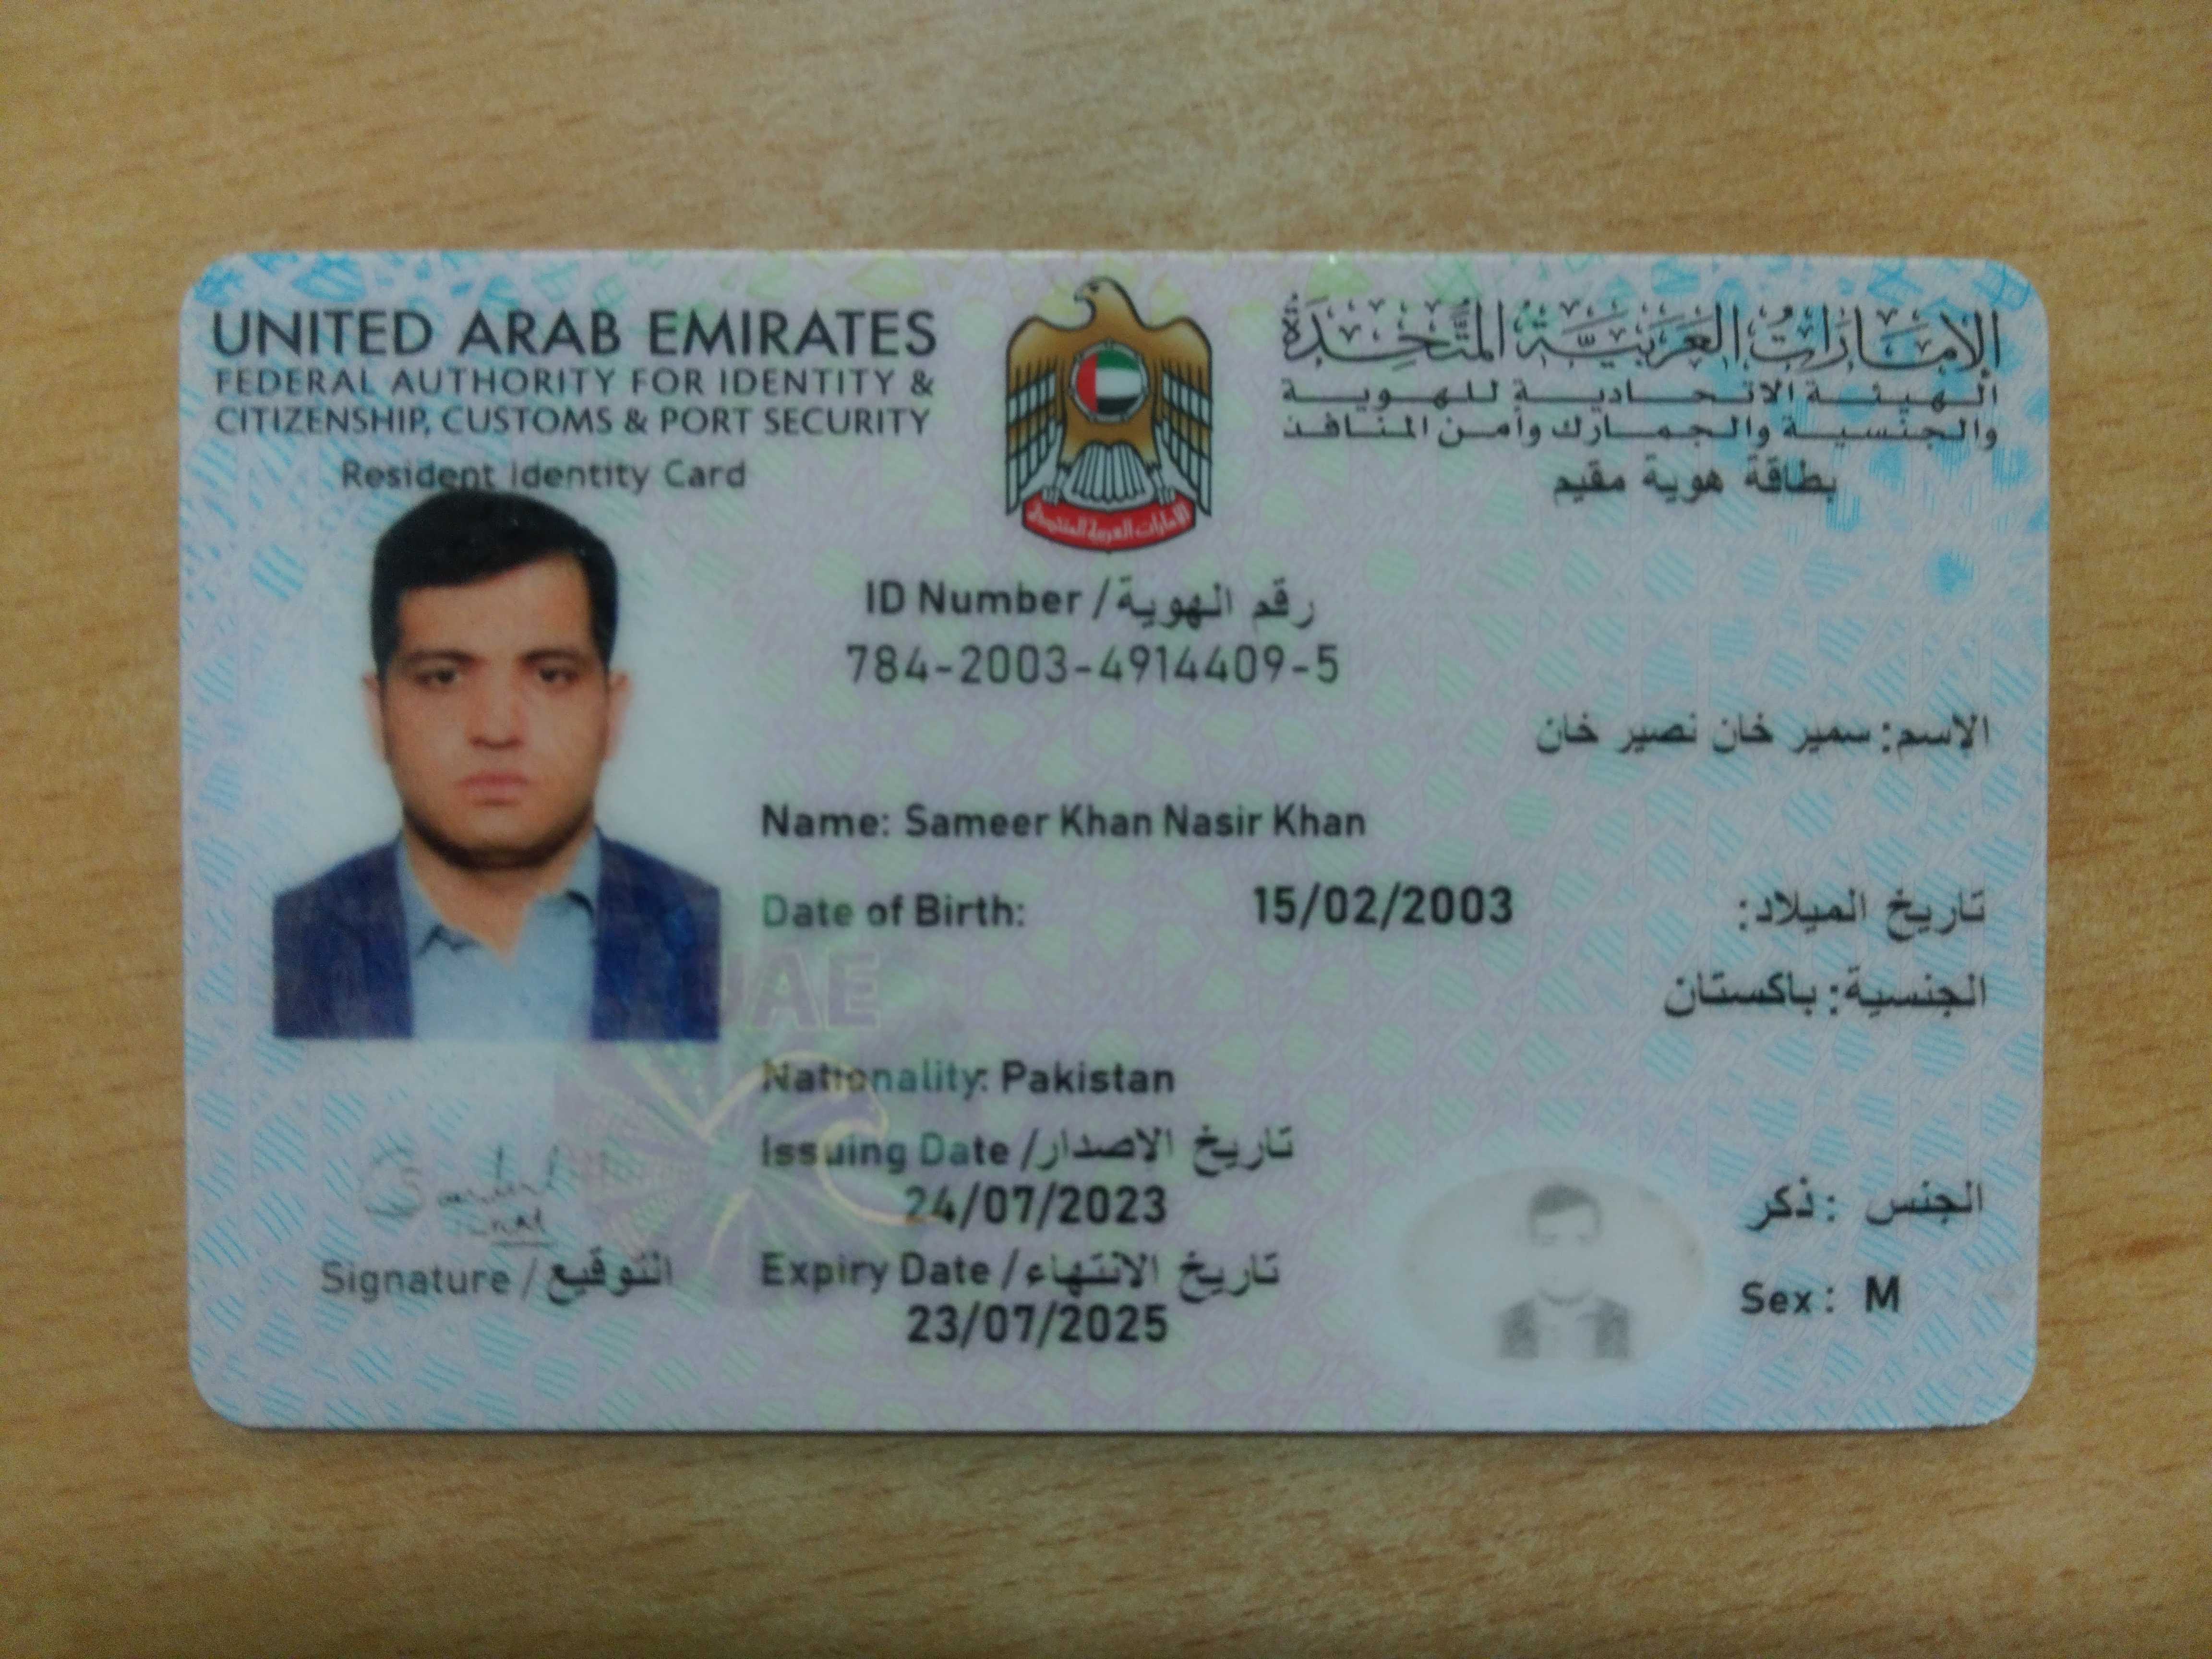 UNITED ARAB EMIRATES
FEDERAL AUTHORITY FOR IDENTITY &
CITIZENSHIP, CUSTOMS & PORT SECURITY
Resident Identity Card
الإمارات العربية المتحدة
الهيئة الاتحادية للهوية
والجنسية والجمارك وأمن المنافذ
بطاقة هوية مقيم
الإمارات العربية المتحدة
ID Number / رقم الهوية
784-2003-4914409-5
الاسم: سمير خان نصير خان
Name: Sameer Khan Nasir Khan
Date of Birth: 15/02/2003 تاريخ الميلاد:
الجنسية: باكستان
UAE
Nationality: Pakistan
Issuing Date / تاريخ الاصدار
24/07/2023
Expiry Date / تاريخ الانتهاء
23/07/2025
الجنس : ذكر
Sex : M
Signature / التوقيع